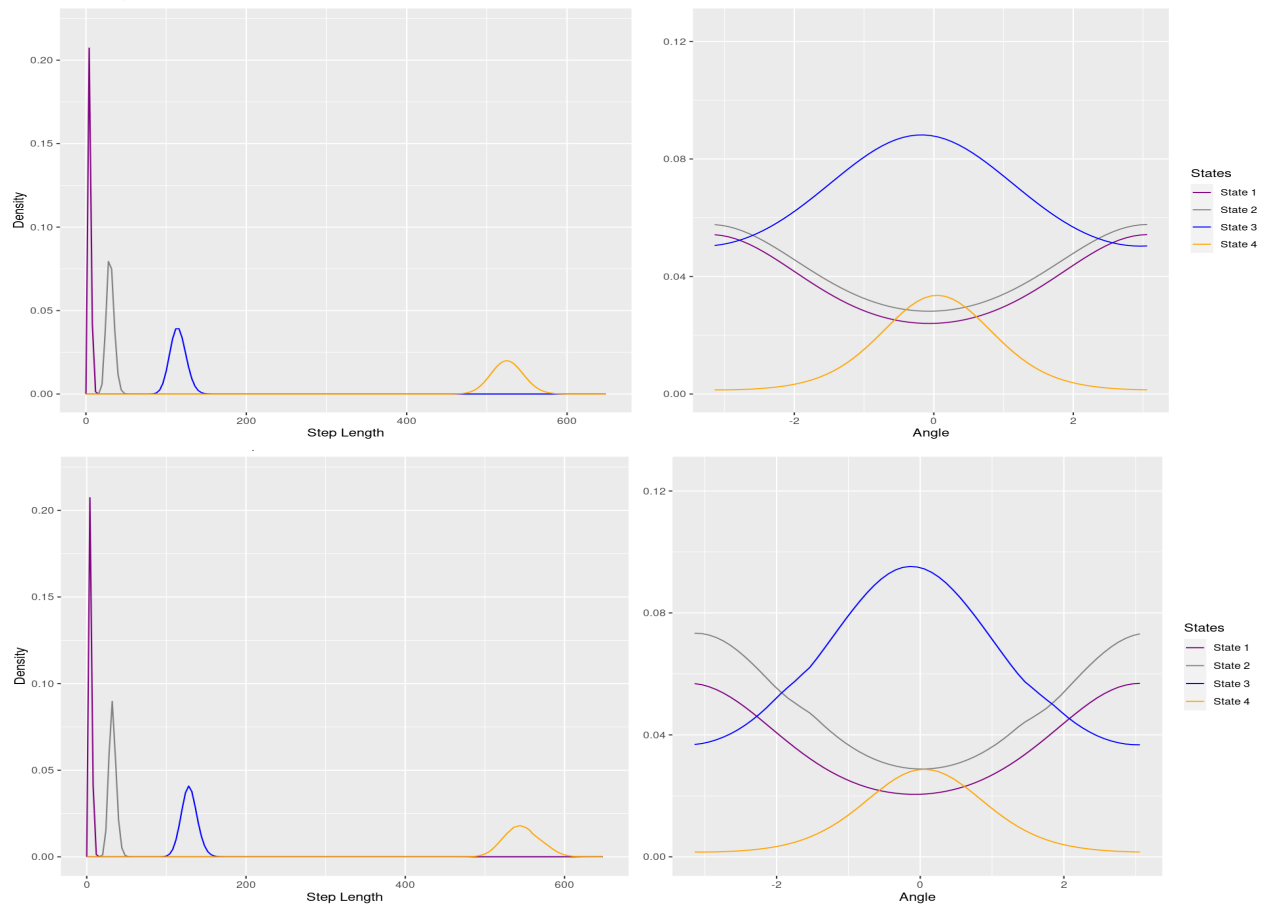 0.20
0.15
0.10
0.05
0.00
Density
0
200
400
600
Step Length
0.12
0.08
0.04
0.00
-2
0
2
Angle
States
State 1
State 2
State 3
State 4
0.20
0.15
0.10
0.05
0.00
Density
0
200
400
600
Step Length
0.12
0.08
0.04
0.00
-2
0
2
Angle
States
State 1
State 2
State 3
State 4